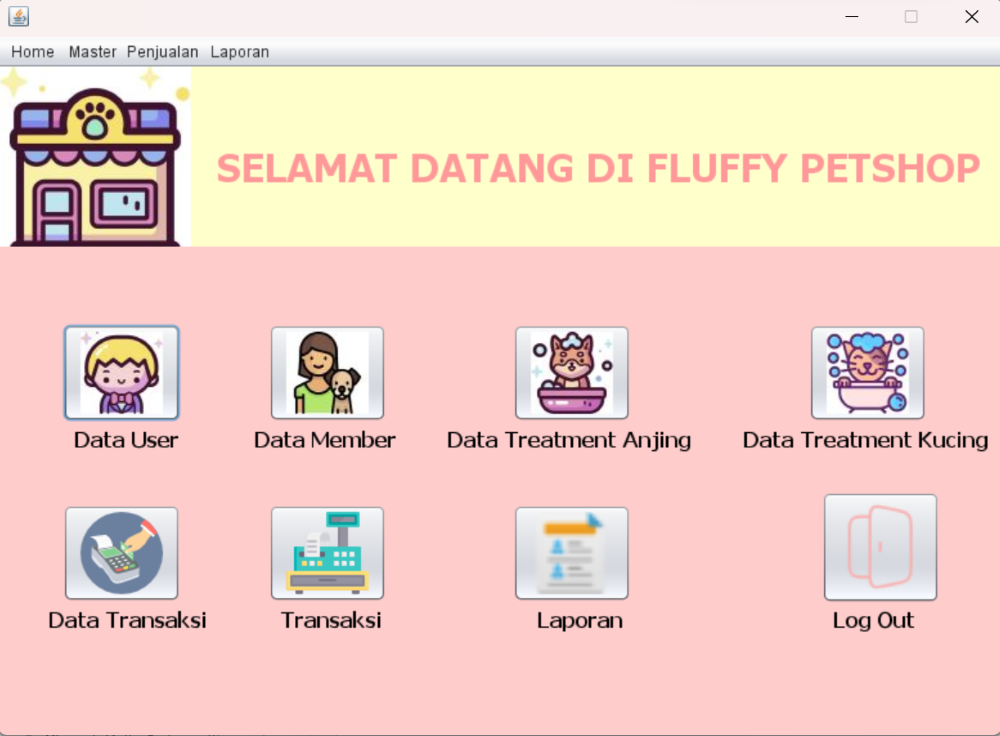 Home Master Penjualan Laporan
SELAMAT DATANG DI FLUFFY PETSHOP
Data User Data Member Data Treatment Anjing Data Treatment Kucing
Data Transaksi Transaksi Laporan Log Out